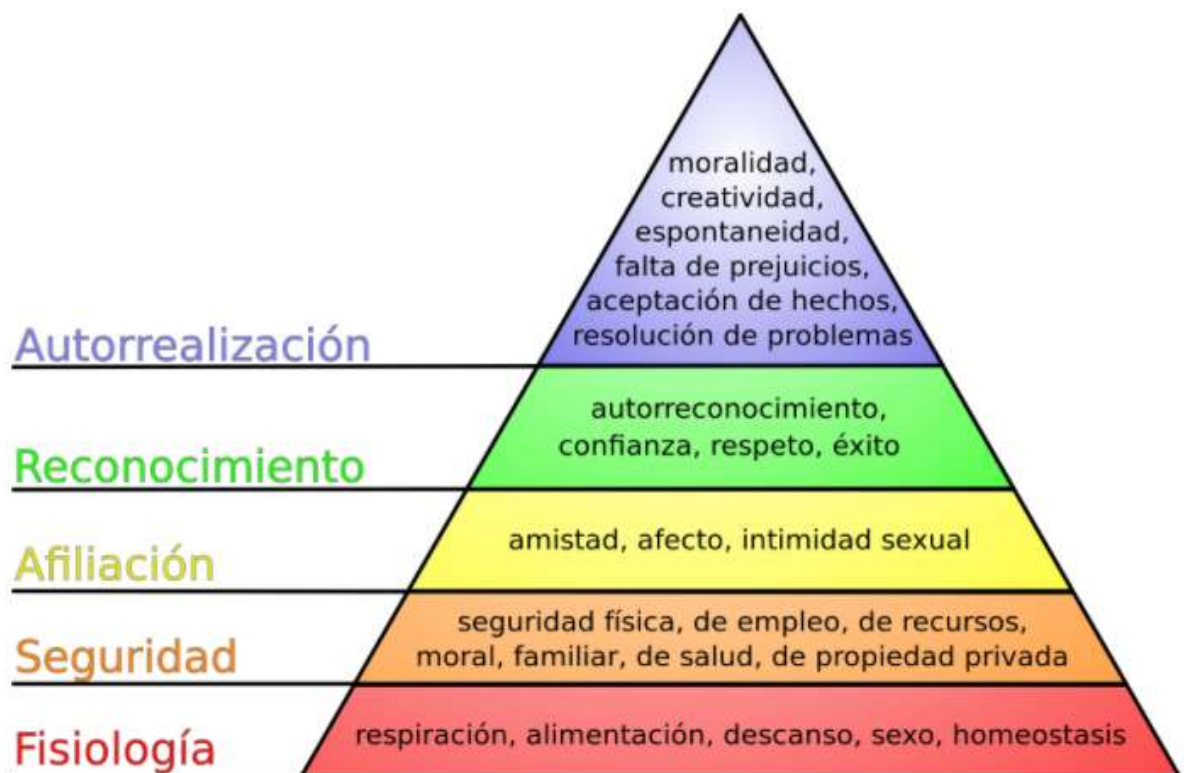 moralidad,
creatividad,
espontaneidad,
falta de prejuicios,
aceptación de hechos,
resolución de problemas
Autorrealización
autorreconocimiento,
confianza, respeto, éxito
Reconocimiento
amistad, afecto, intimidad sexual
Afiliación
seguridad física, de empleo, de recursos,
moral, familiar, de salud, de propiedad privada
Seguridad
respiración, alimentación, descanso, sexo, homeostasis
Fisiología